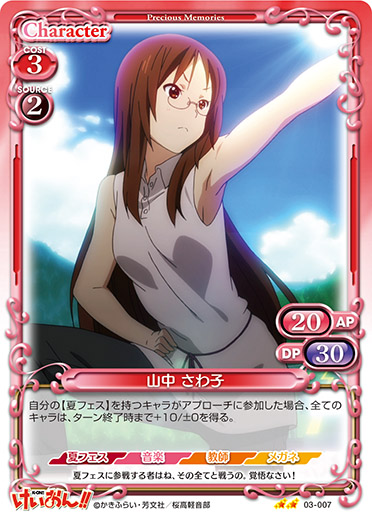 Precious Memories
Character
COST
3
SOURCE
2
20 AP
DP 30
山中 さわ子
自分の【夏フェス】を持つキャラがアプローチに参加した場合、全ての
キャラは、ターン終了時まで+10/±0を得る。
夏フェス 音楽 教師 メガネ
夏フェスに参戦する者はね、その全てと戦うの。覚悟なさい!
けいおん!!
K-ON!!
©かきふらい・芳文社/桜高軽音部
03-007